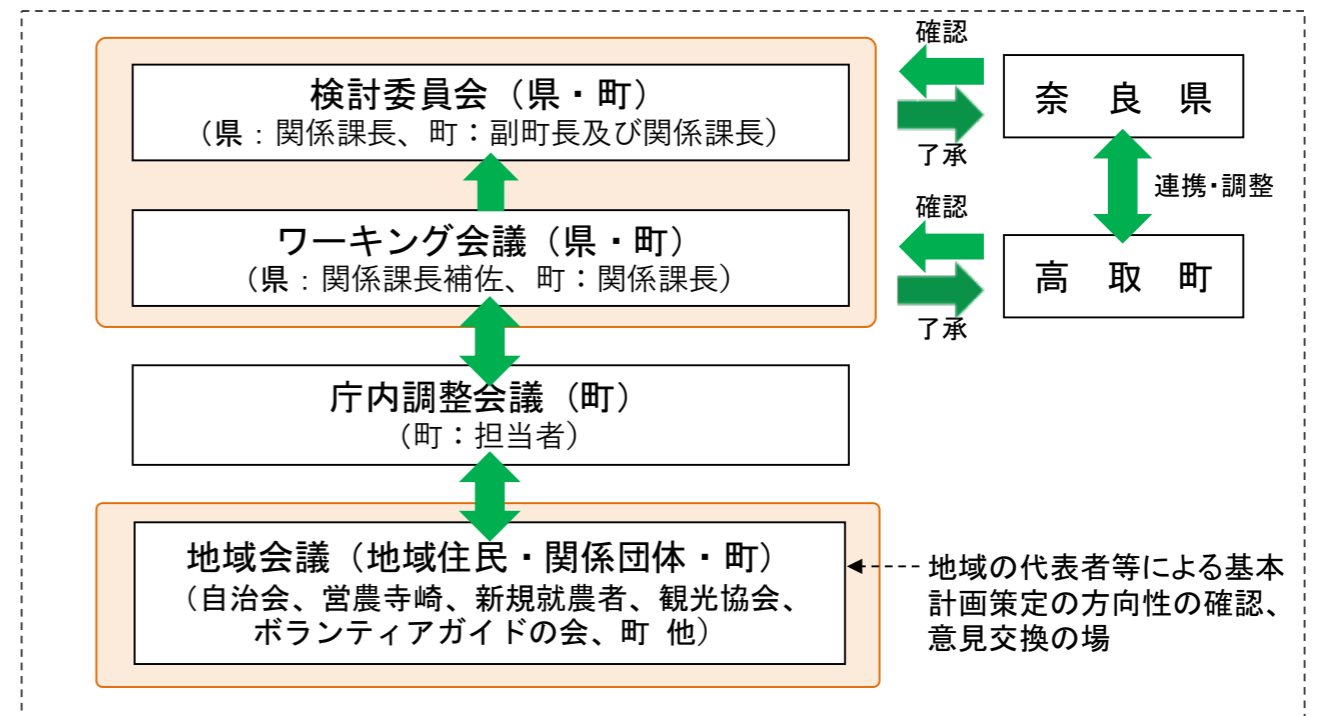 検討委員会（県・町）
（県：関係課長、町：副町長及び関係課長）
ワーキング会議（県・町）
（県：関係課長補佐、町：関係課長）
庁内調整会議（町）
（町：担当者）
地域会議（地域住民・関係団体・町）
（自治会、営農寺崎、新規就農者、観光協会、
ボランティアガイドの会、町 他）
確認
了承
奈 良 県
連携・調整
確認
了承
高 取 町
地域の代表者等による基本
計画策定の方向性の確認、
意見交換の場